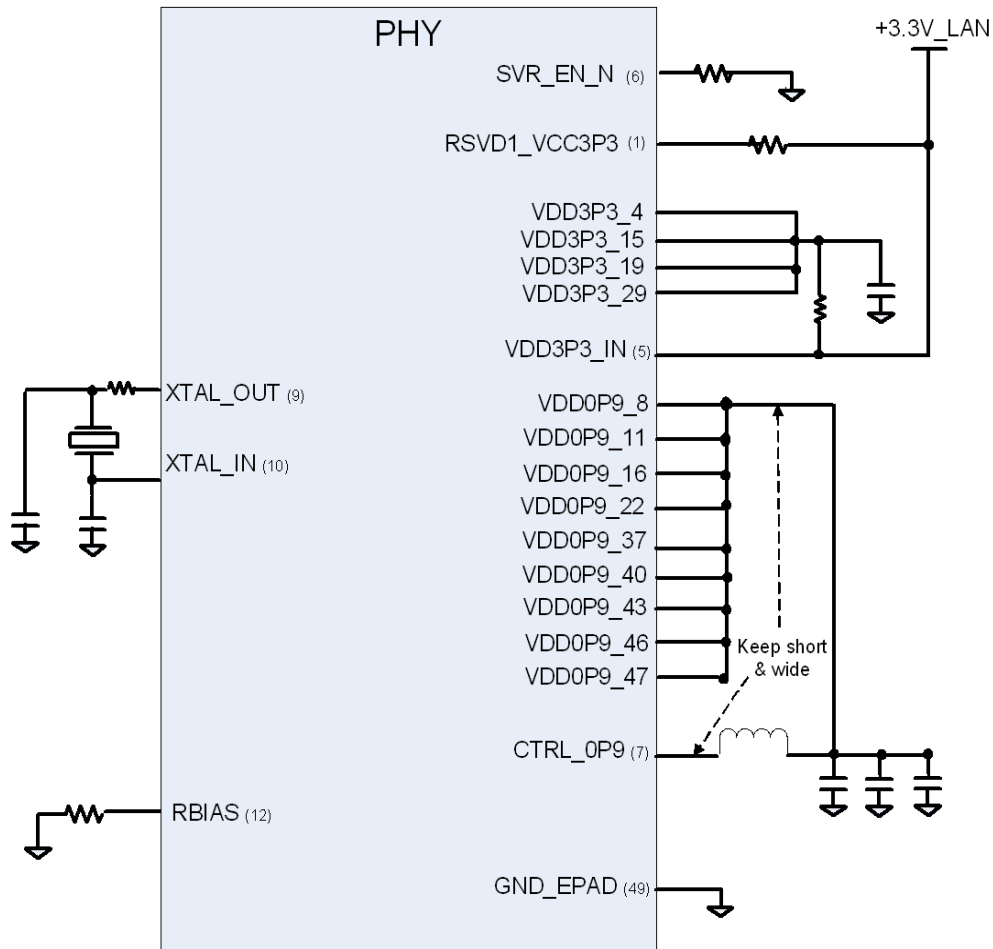 PHY
+3.3V_LAN
SVR_EN_N (6)
RSVD1_VCC3P3 (1)
VDD3P3_4
VDD3P3_15
VDD3P3_19
VDD3P3_29
VDD3P3_IN (5)
XTAL_OUT (9)
XTAL_IN (10)
VDD0P9_8
VDD0P9_11
VDD0P9_16
VDD0P9_22
VDD0P9_37
VDD0P9_40
VDD0P9_43
VDD0P9_46
VDD0P9_47
Keep short
& wide
CTRL_0P9 (7)
RBIAS (12)
GND_EPAD (49)